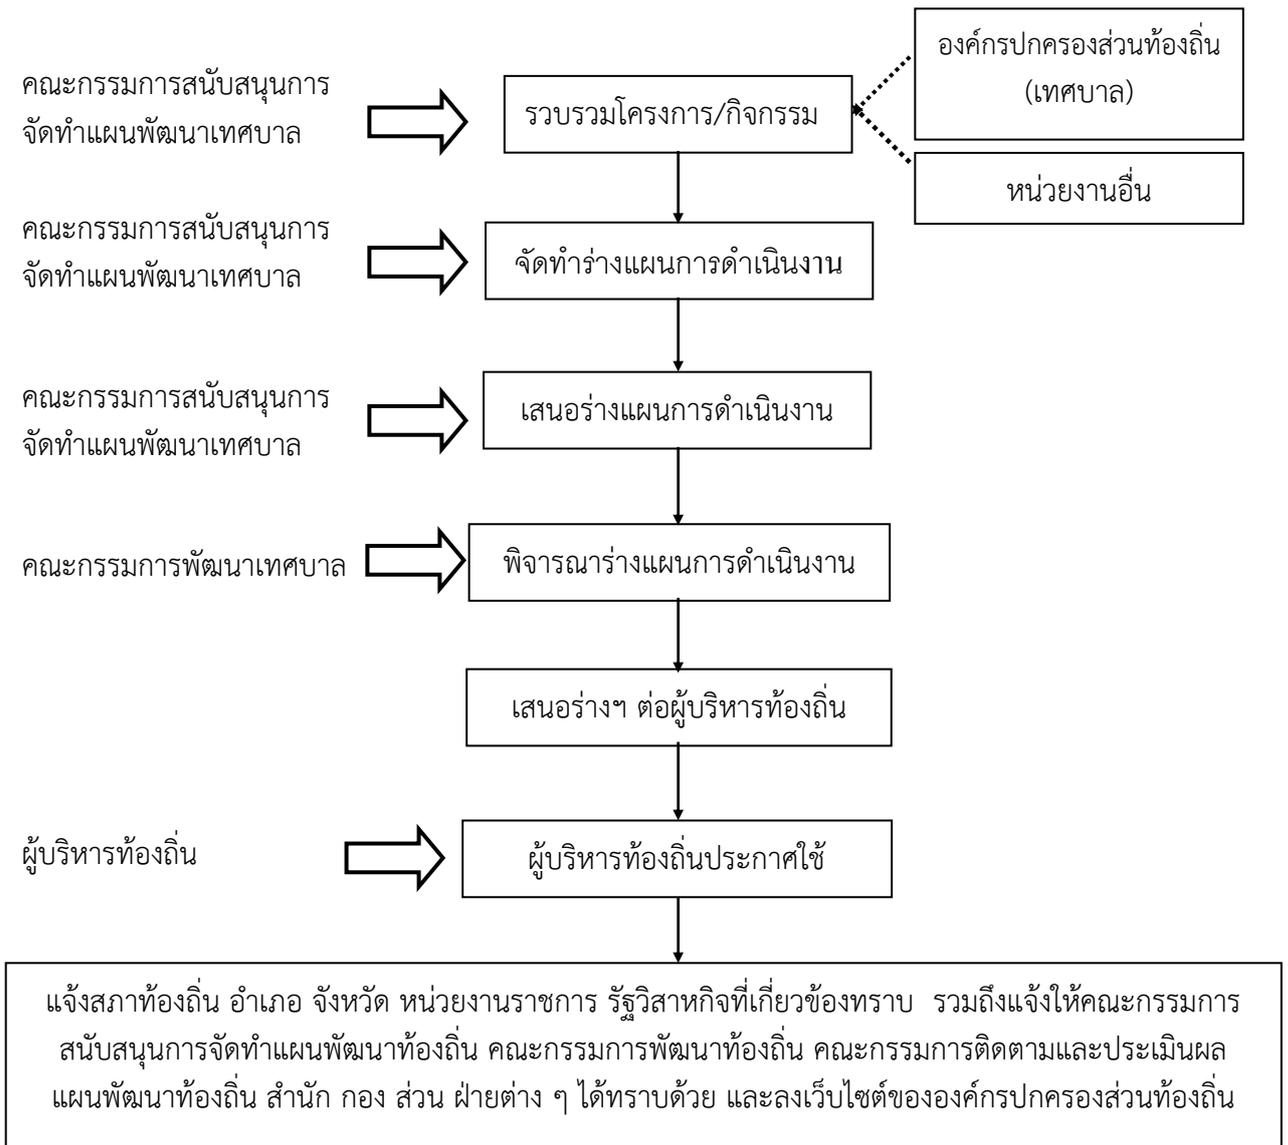 องค์กรปกครองส่วนท้องถิ่น
(เทศบาล)
คณะกรรมการสนับสนุนการ
จัดทำแผนพัฒนาเทศบาล
รวบรวมโครงการ/กิจกรรม
หน่วยงานอื่น
คณะกรรมการสนับสนุนการ
จัดทำแผนพัฒนาเทศบาล
จัดทำร่างแผนการดำเนินงาน
คณะกรรมการสนับสนุนการ
จัดทำแผนพัฒนาเทศบาล
เสนอร่างแผนการดำเนินงาน
คณะกรรมการพัฒนาเทศบาล
พิจารณาร่างแผนการดำเนินงาน
เสนอร่างฯ ต่อผู้บริหารท้องถิ่น
ผู้บริหารท้องถิ่น
ผู้บริหารท้องถิ่นประกาศใช้
แจ้งสภาท้องถิ่น อำเภอ จังหวัด หน่วยงานราชการ รัฐวิสาหกิจที่เกี่ยวข้องทราบ รวมถึงแจ้งให้คณะกรรมการ
สนับสนุนการจัดทำแผนพัฒนาท้องถิ่น คณะกรรมการพัฒนาท้องถิ่น คณะกรรมการติดตามและประเมินผล
แผนพัฒนาท้องถิ่น สำนัก กอง ส่วน ฝ่ายต่าง ๆ ได้ทราบด้วย และลงเว็บไซต์ขององค์กรปกครองส่วนท้องถิ่น